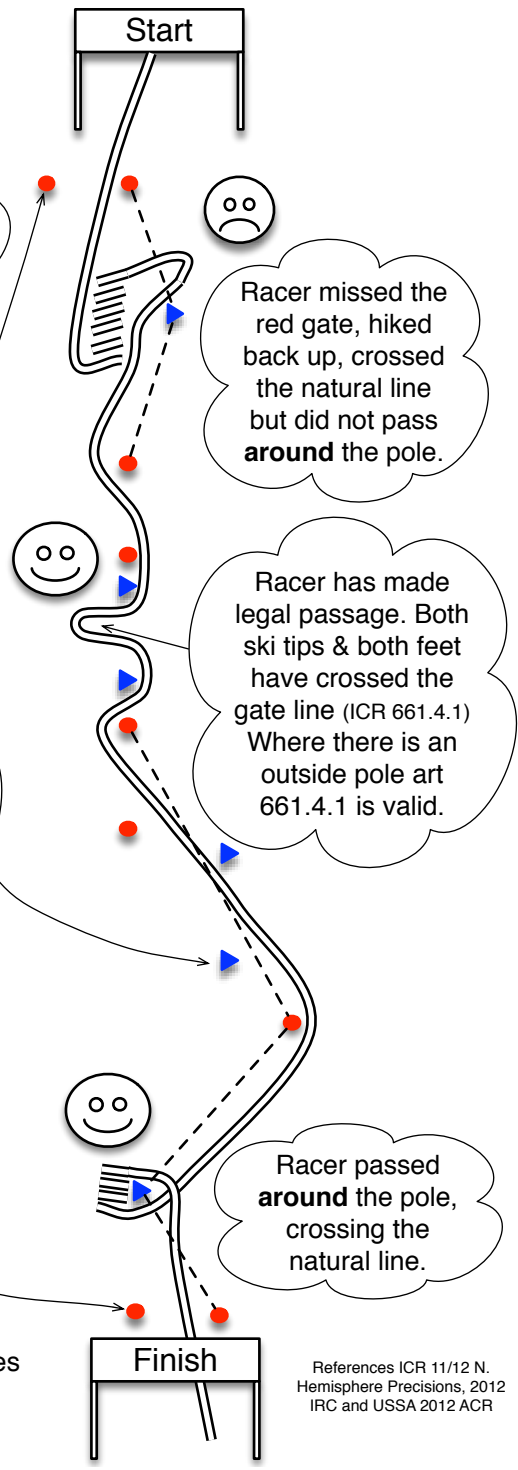 Start
Racer missed the
red gate, hiked
back up, crossed
the natural line
but did not pass
around the pole.
Racer has made
legal passage. Both
ski tips & both feet
have crossed the
gate line (ICR 661.4.1)
Where there is an
outside pole art
661.4.1 is valid.
Racer passed
around the pole,
crossing the
natural line.
es
Finish
References ICR 11/12 N.
Hemisphere Precisions, 2012
IRC and USSA 2012 ACR